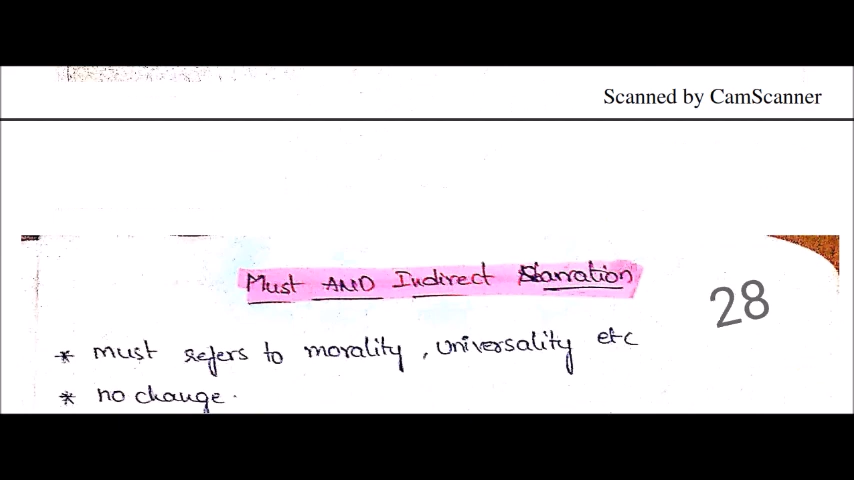 Scanned by CamScanner
Must AND Indirect Narration
28
* must refers to morality, universality etc
* no change.